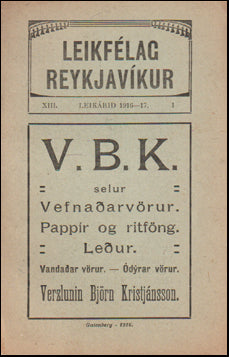 LEIKFÉLAG
REYKJAVÍKUR
XIII. LEIKÁRIÐ 1916—17. 1
V. B. K.
selur
Vefnaðarvörur.
Pappír og ritföng.
Leður.
Vandaðar vörur. — Ódýrar vörur.
Verzlunin Björn Kristjánsson.
Gutenberg - 1916.